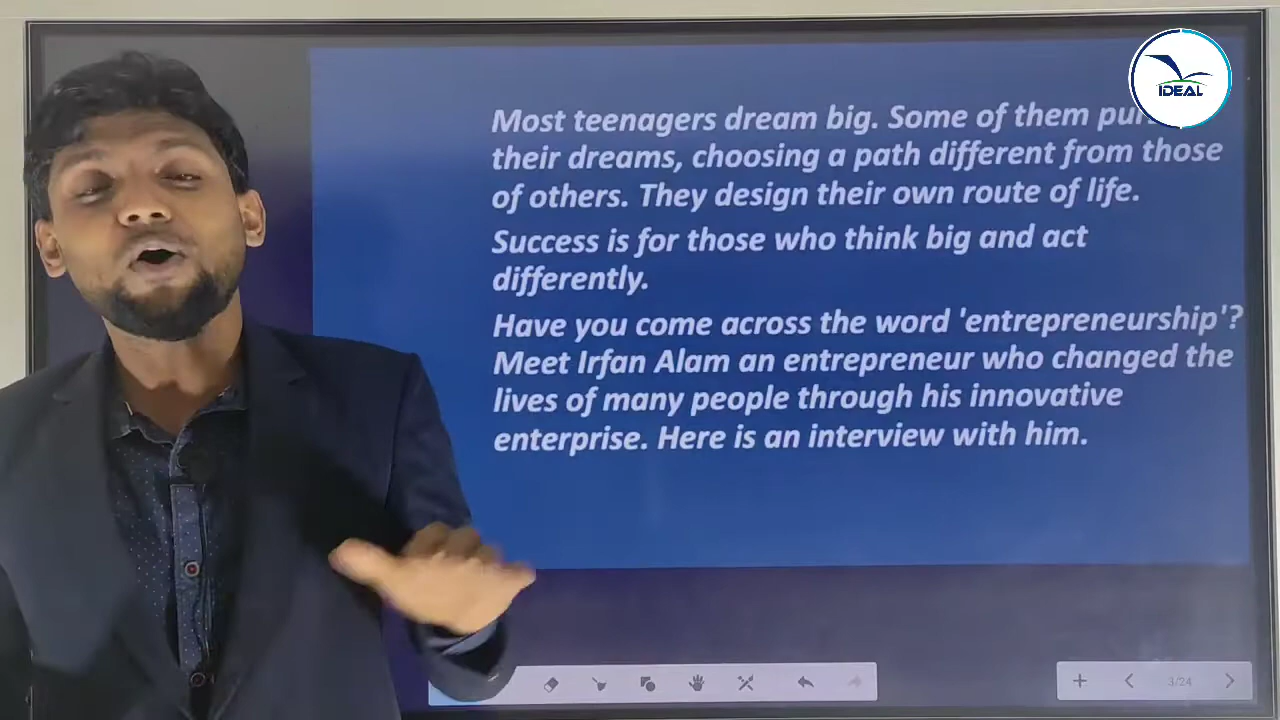 IDEAL
Most teenagers dream big. Some of them
their dreams, choosing a path different from those
of others. They design their own route of life.
Success is for those who think big and act
differently.
Have you come across the word 'entrepreneurship'?
Meet Irfan Alam an entrepreneur who changed the
lives of many people through his innovative
enterprise. Here is an interview with him.
3/24